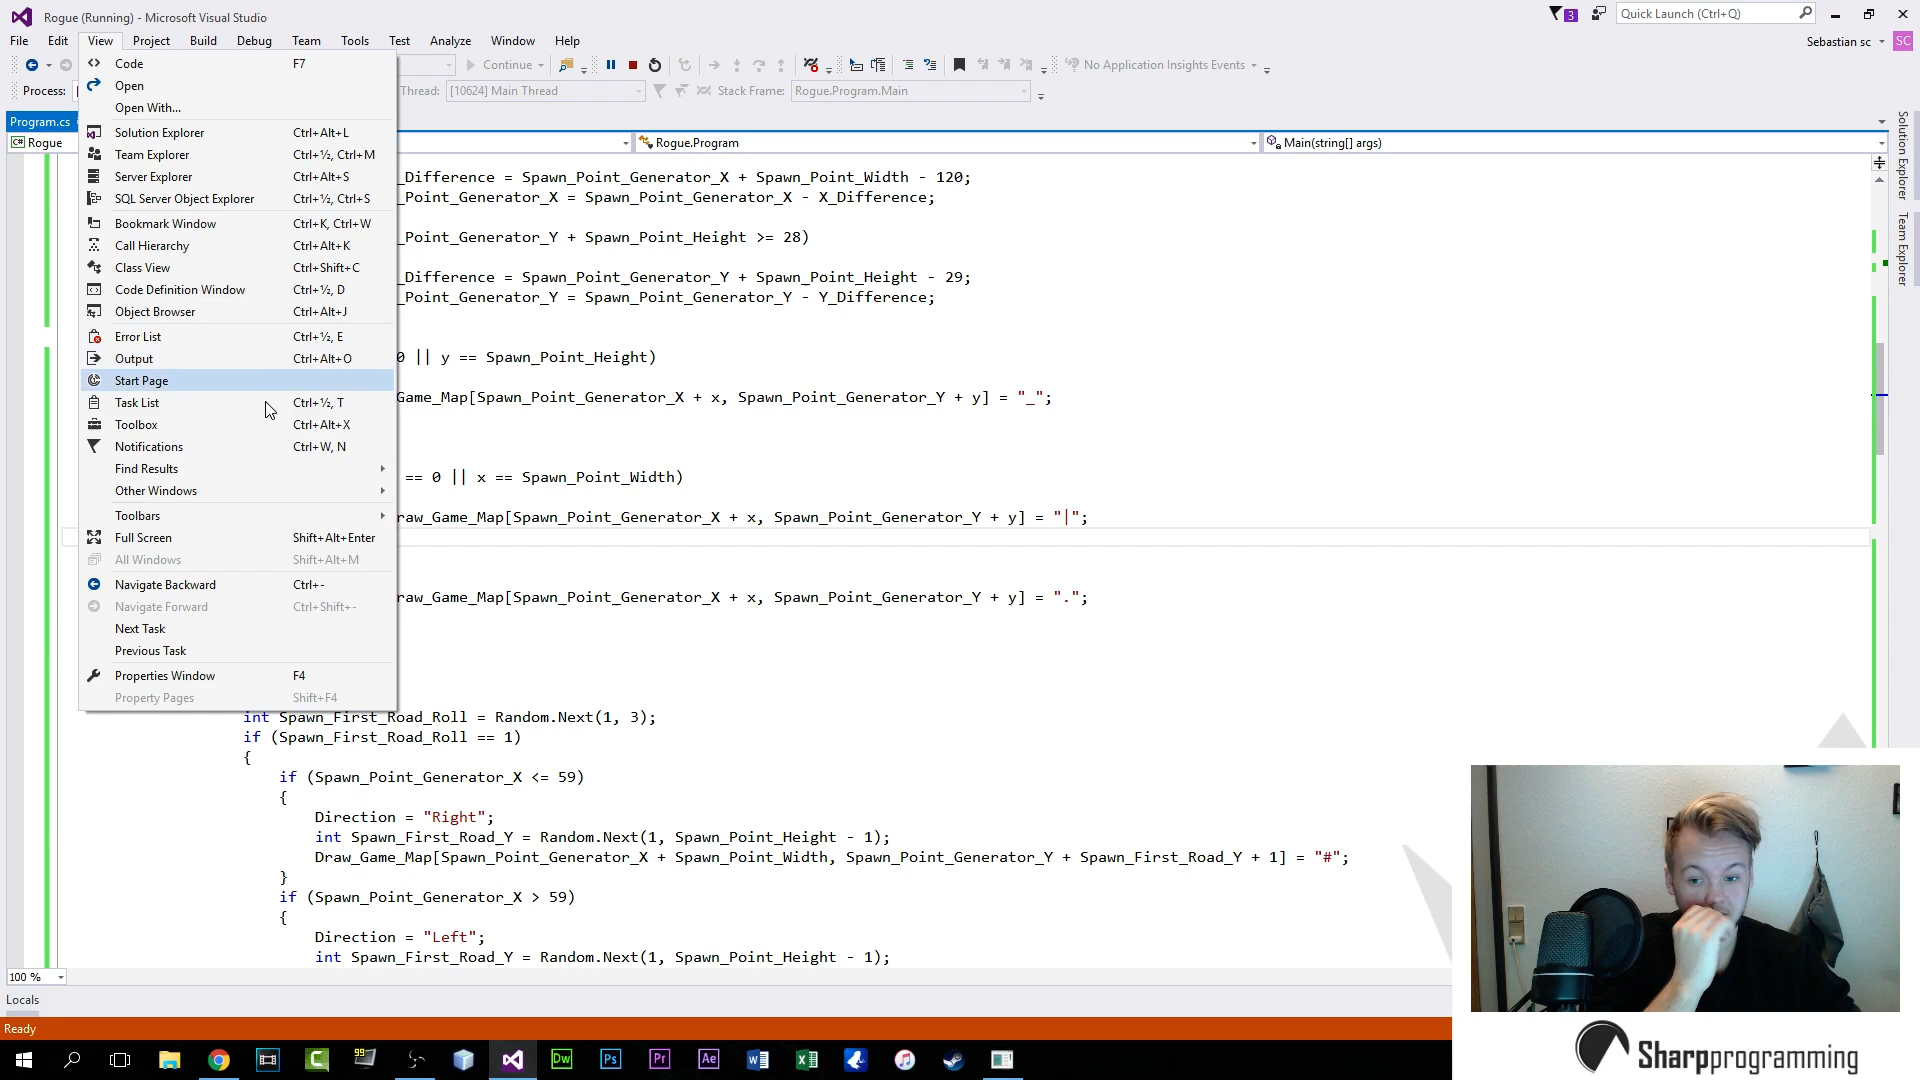 Rogue (Running) - Microsoft Visual Studio
3
Quick Launch (Ctrl+Q)
File Edit View Project Build Debug Team Tools Test Analyze Window Help
Sebastian sc SC
Continue
No Application Insights Events
Process:
Thread: [10624] Main Thread
Stack Frame: Rogue.Program.Main
Program.cs
C# Rogue
Rogue.Program
Main(string[] args)
Code F7
Open
Open With...
Solution Explorer Ctrl+Alt+L
Team Explorer Ctrl+½, Ctrl+M
Server Explorer Ctrl+Alt+S
SQL Server Object Explorer Ctrl+½, Ctrl+S
Bookmark Window Ctrl+K, Ctrl+W
Call Hierarchy Ctrl+Alt+K
Class View Ctrl+Shift+C
Code Definition Window Ctrl+½, D
Object Browser Ctrl+Alt+J
Error List Ctrl+½, E
Output Ctrl+Alt+O
Start Page
Task List Ctrl+½, T
Toolbox Ctrl+Alt+X
Notifications Ctrl+W, N
Find Results
Other Windows
Toolbars
Full Screen Shift+Alt+Enter
All Windows Shift+Alt+M
Navigate Backward Ctrl+-
Navigate Forward Ctrl+Shift+-
Next Task
Previous Task
Properties Window F4
Property Pages Shift+F4
_Difference = Spawn_Point_Generator_X + Spawn_Point_Width - 120;
_Point_Generator_X = Spawn_Point_Generator_X - X_Difference;
_Point_Generator_Y + Spawn_Point_Height >= 28)
_Difference = Spawn_Point_Generator_Y + Spawn_Point_Height - 29;
_Point_Generator_Y = Spawn_Point_Generator_Y - Y_Difference;
0 || y == Spawn_Point_Height)
Game_Map[Spawn_Point_Generator_X + x, Spawn_Point_Generator_Y + y] = "_";
== 0 || x == Spawn_Point_Width)
raw_Game_Map[Spawn_Point_Generator_X + x, Spawn_Point_Generator_Y + y] = "|";
raw_Game_Map[Spawn_Point_Generator_X + x, Spawn_Point_Generator_Y + y] = ".";
int Spawn_First_Road_Roll = Random.Next(1, 3);
if (Spawn_First_Road_Roll == 1)
{
if (Spawn_Point_Generator_X <= 59)
{
Direction = "Right";
int Spawn_First_Road_Y = Random.Next(1, Spawn_Point_Height - 1);
Draw_Game_Map[Spawn_Point_Generator_X + Spawn_Point_Width, Spawn_Point_Generator_Y + Spawn_First_Road_Y + 1] = "#";
}
if (Spawn_Point_Generator_X > 59)
{
Direction = "Left";
int Spawn_First_Road_Y = Random.Next(1, Spawn_Point_Height - 1);
Solution Explorer
Team Explorer
100 %
Locals
Ready
99
Dw Ps Pr Ae
Sharpprogramming